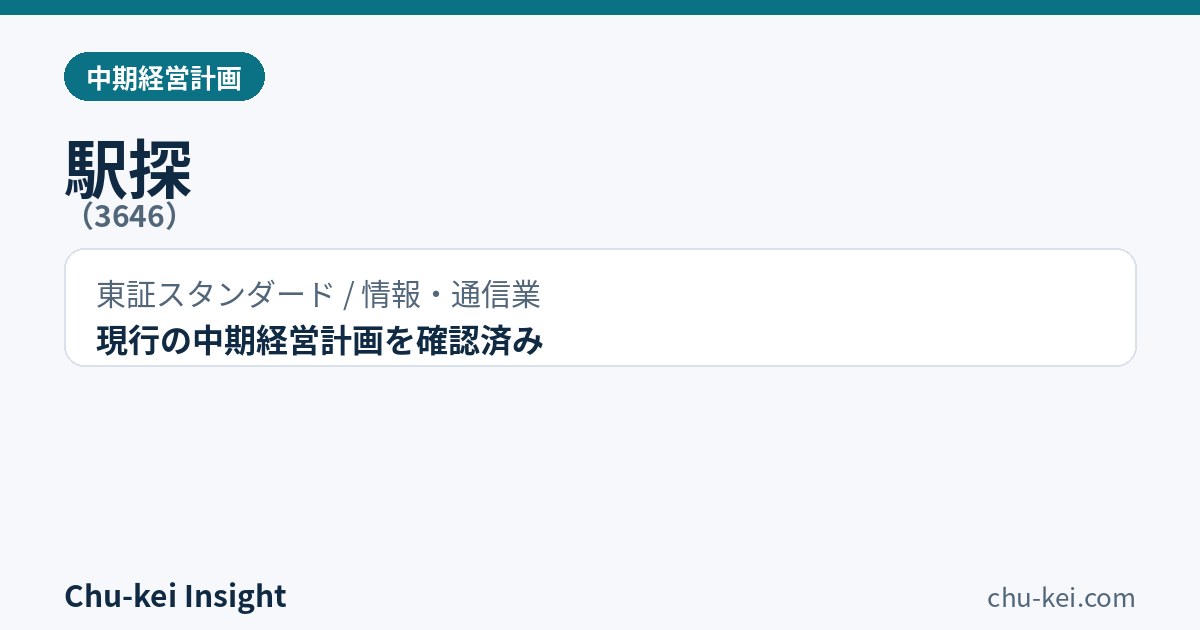 中期経営計画
駅探
（3646）
東証スタンダード / 情報・通信業
現行の中期経営計画を確認済み
Chu-kei Insight
chu-kei.com